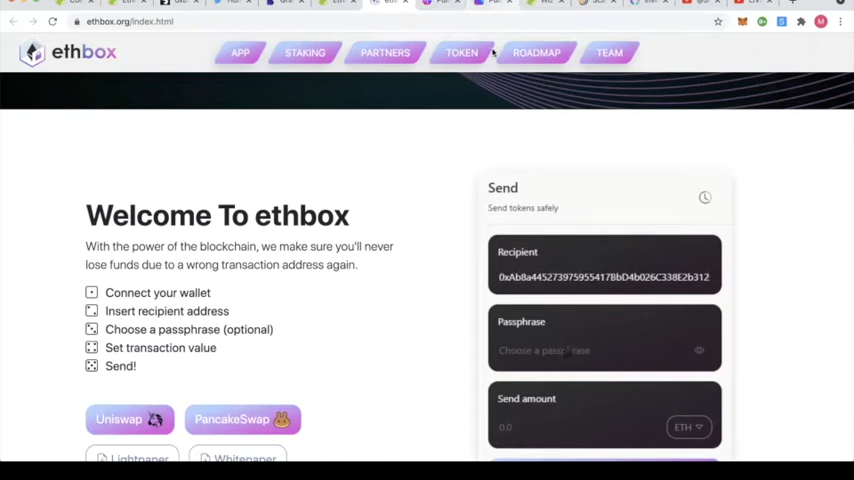 ethbox.org/index.html
ethbox
APP
STAKING
PARTNERS
TOKEN
ROADMAP
TEAM
Welcome To ethbox
With the power of the blockchain, we make sure you'll never
lose funds due to a wrong transaction address again.
Connect your wallet
Insert recipient address
Choose a passphrase (optional)
Set transaction value
Send!
Uniswap
PancakeSwap
Lightpaper
Whitepaper
Send
Send tokens safely
Recipient
0xAb8a445273975955417BbD4b026C338E2b312
Passphrase
Choose a passphrase
Send amount
0.0
ETH